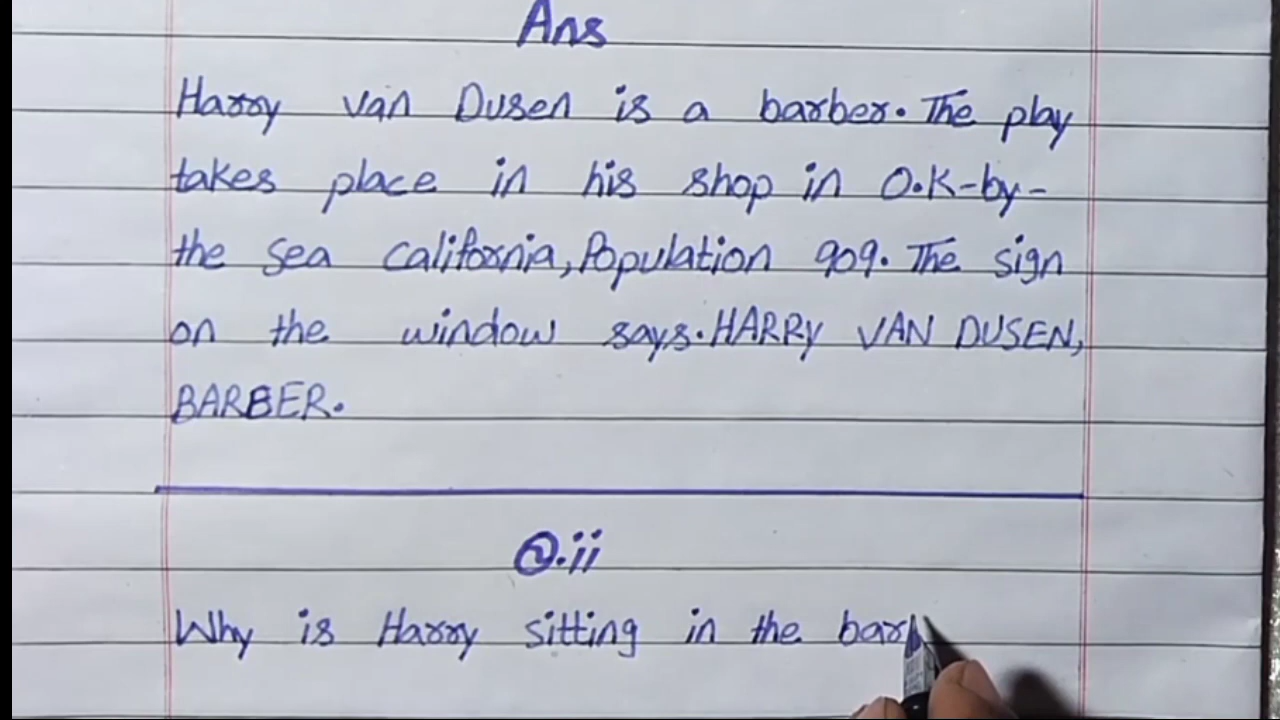 Ans
Harry van Dusen is a barber. The play
takes place in his shop in O.K-by-
the sea california, Population 909. The sign
on the window says. HARRY VAN DUSEN,
BARBER.
Q.ii
Why is Harry sitting in the bar